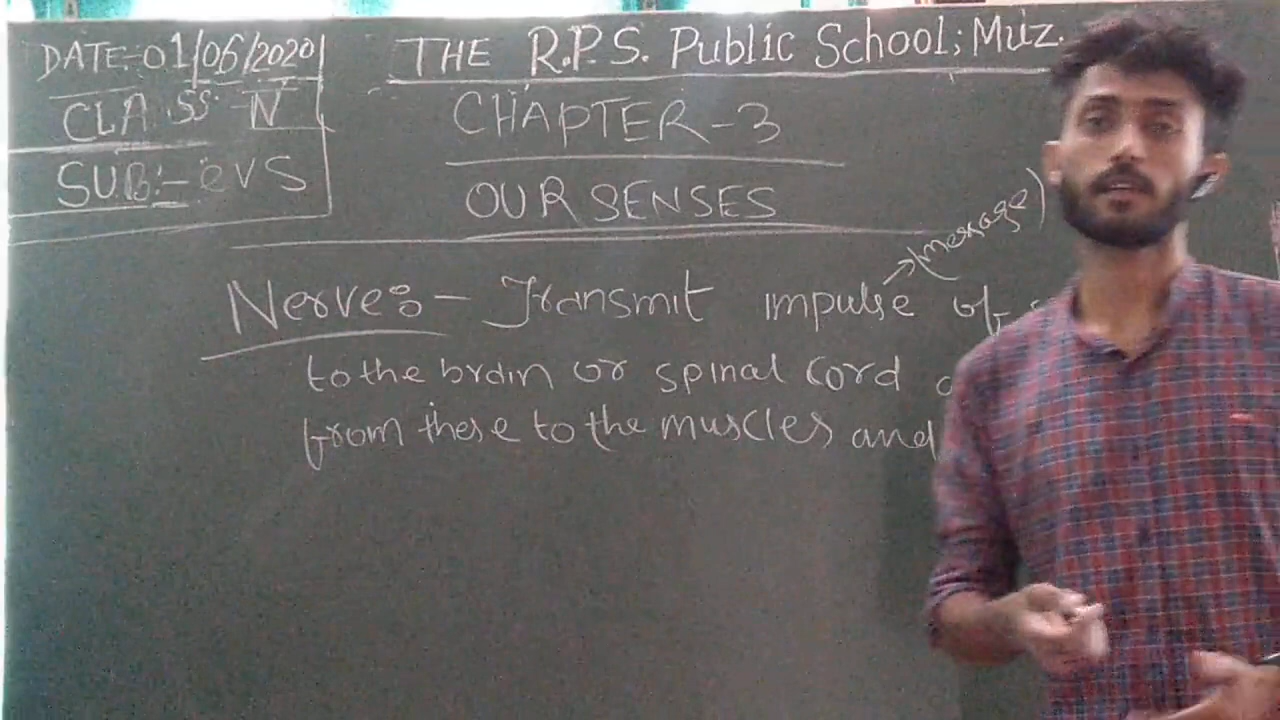 DATE:-01/06/2020
THE R.P.S. Public School; Muz.
CLASS - IV
SUB:- evs
CHAPTER-3
OUR SENSES
(message)
Nerves:- Transmit impulse of
to the brain or spinal cord
from these to the muscles and